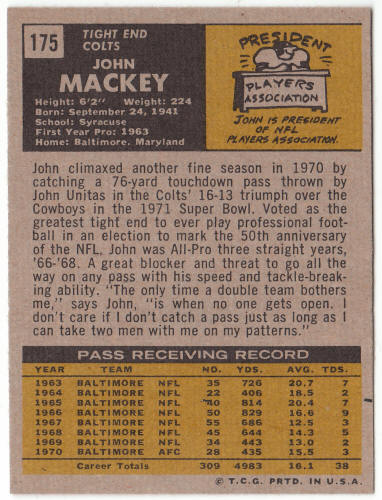 175
TIGHT END
COLTS
JOHN
MACKEY
Height: 6'2" Weight: 224
Born: September 24, 1941
School: Syracuse
First Year Pro: 1963
Home: Baltimore, Maryland
PRESIDENT
PLAYERS
ASSOCIATION
JOHN IS PRESIDENT
OF NFL
PLAYERS ASSOCIATION.
John climaxed another fine season in 1970 by
catching a 76-yard touchdown pass thrown by
John Unitas in the Colts' 16-13 triumph over the
Cowboys in the 1971 Super Bowl. Voted as the
greatest tight end to ever play professional foot-
ball in an election to mark the 50th anniversary
of the NFL, John was All-Pro three straight years,
'66-'68. A great blocker and threat to go all the
way on any pass with his speed and tackle-break-
ing ability. "The only time a double team bothers
me," says John, "is when no one gets open. I
don't care if I don't catch a pass just as long as I
can take two men with me on my patterns."
PASS RECEIVING RECORD
YEAR TEAM NO. YDS. AVG. TDS.
1963 BALTIMORE NFL 35 726 20.7 7
1964 BALTIMORE NFL 22 406 18.5 2
1965 BALTIMORE NFL 40 814 20.4 7
1966 BALTIMORE NFL 50 829 16.6 9
1967 BALTIMORE NFL 55 687 12.5 3
1968 BALTIMORE NFL 45 644 14.3 5
1969 BALTIMORE NFL 34 443 13.0 2
1970 BALTIMORE AFC 28 435 15.5 3
Career Totals 309 4983 16.1 38
© T.C.G. PRTD. IN U.S.A.